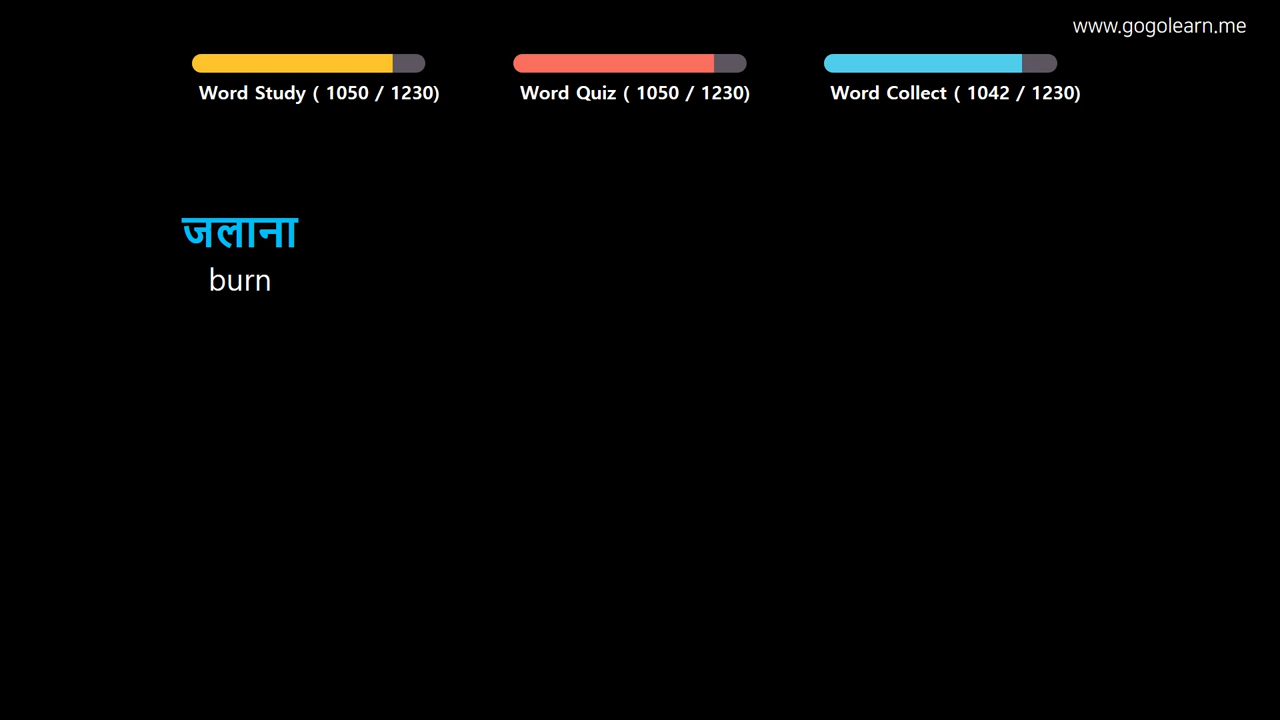 www.gogolearn.me
Word Study ( 1050 / 1230)
Word Quiz ( 1050 / 1230)
Word Collect ( 1042 / 1230)
जलाना
burn